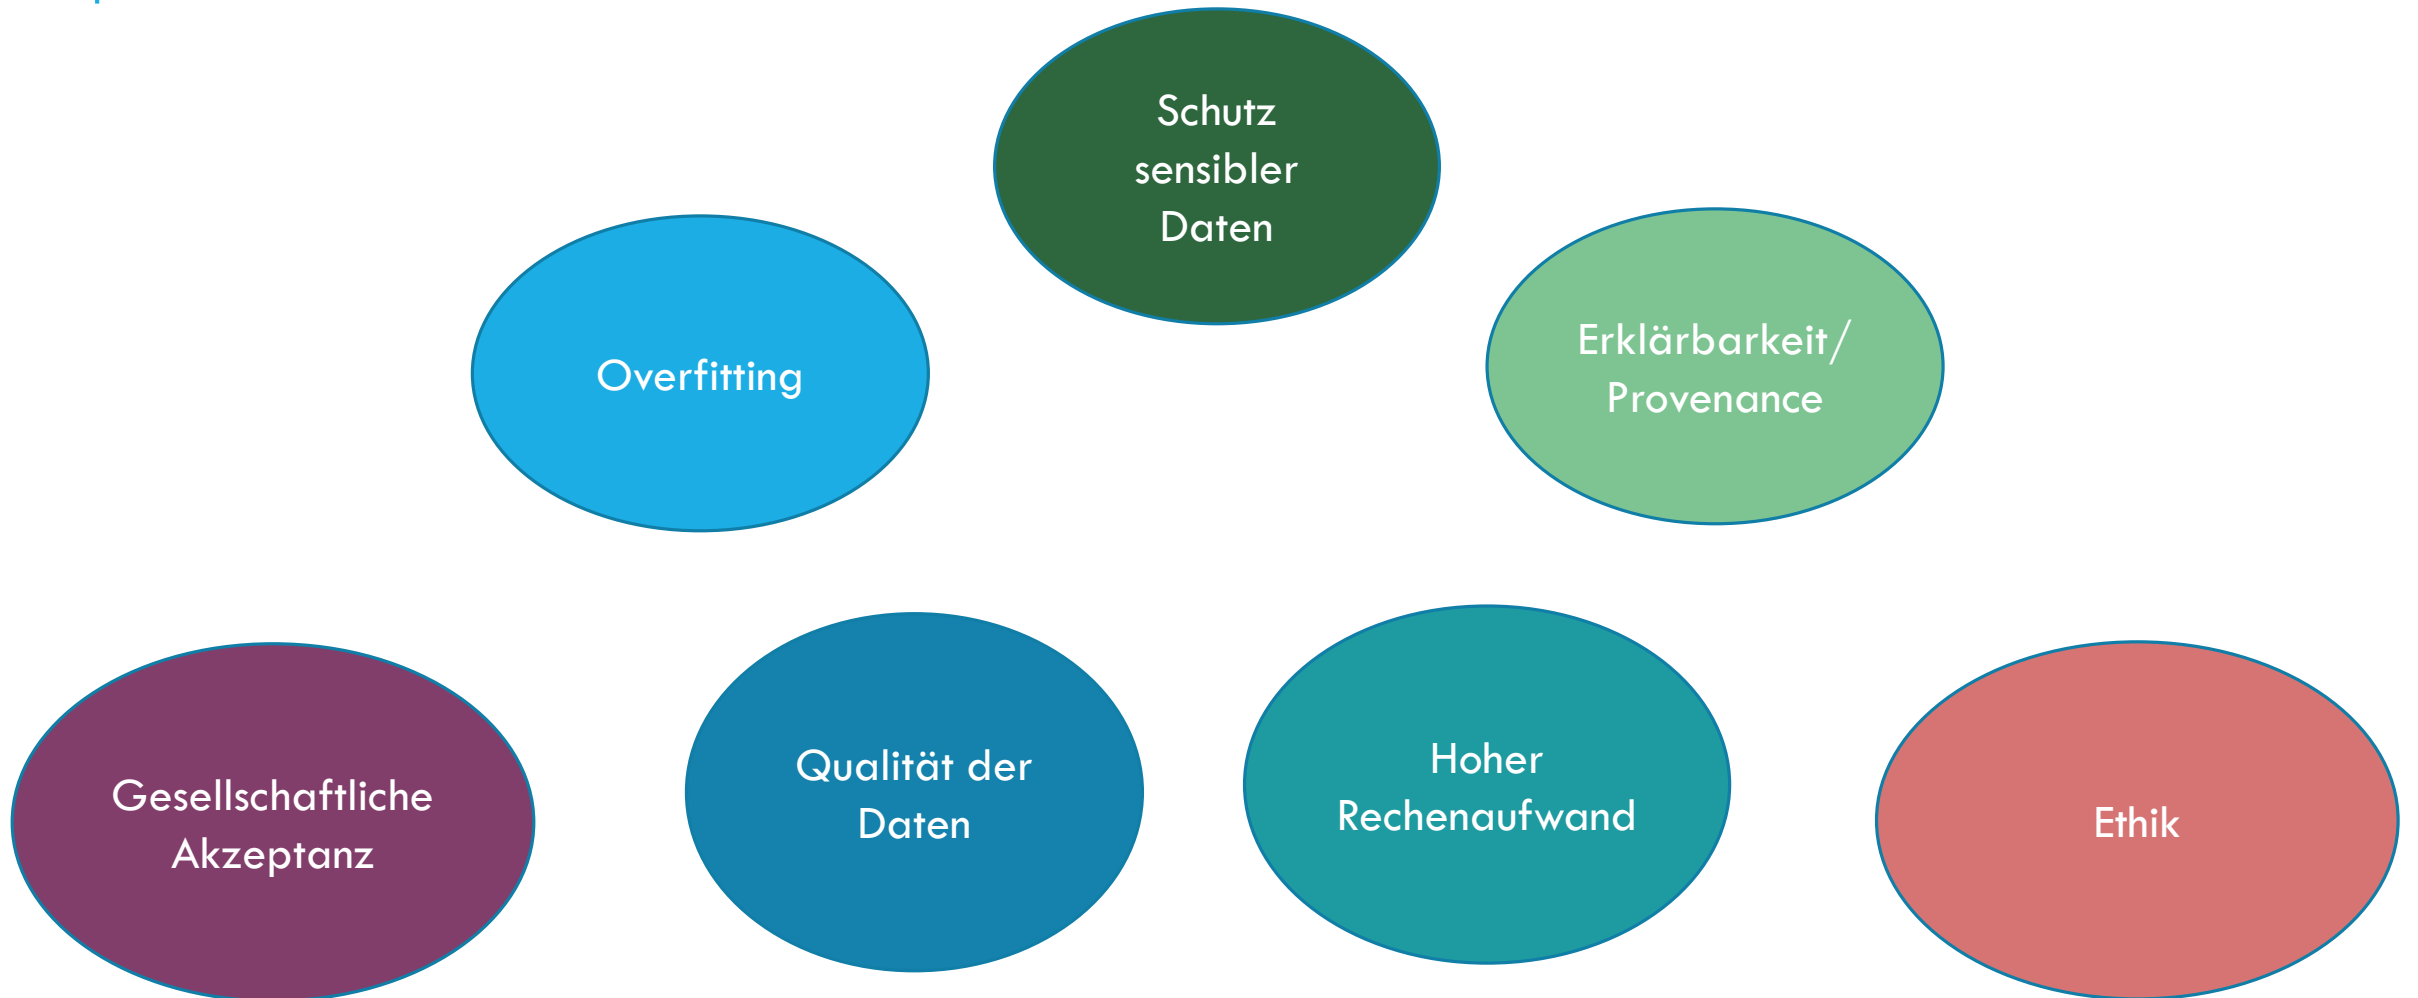 Schutz
sensibler
Daten
Overfitting
Erklärbarkeit/
Provenance
Gesellschaftliche
Akzeptanz
Qualität der
Daten
Hoher
Rechenaufwand
Ethik